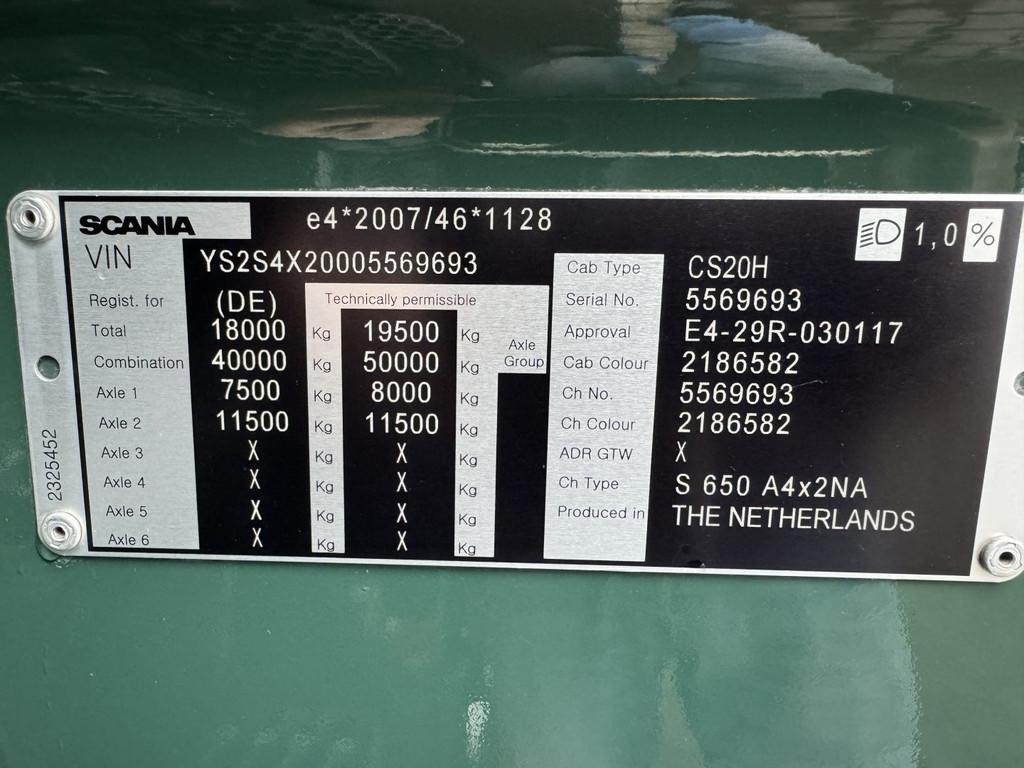 SCANIA e4*2007/46*1128 1,0 %
VIN YS2S4X20005569693 Cab Type CS20H
Regist. for (DE) Technically permissible Serial No. 5569693
Total 18000 Kg 19500 Kg Axle Group Approval E4-29R-030117
Combination 40000 Kg 50000 Kg Cab Colour 2186582
Axle 1 7500 Kg 8000 Kg Ch No. 5569693
Axle 2 11500 Kg 11500 Kg Ch Colour 2186582
Axle 3 X Kg X Kg ADR GTW X
Axle 4 X Kg X Kg Ch Type S 650 A4x2NA
Axle 5 X Kg X Kg Produced in THE NETHERLANDS
Axle 6 X Kg X Kg
2325452